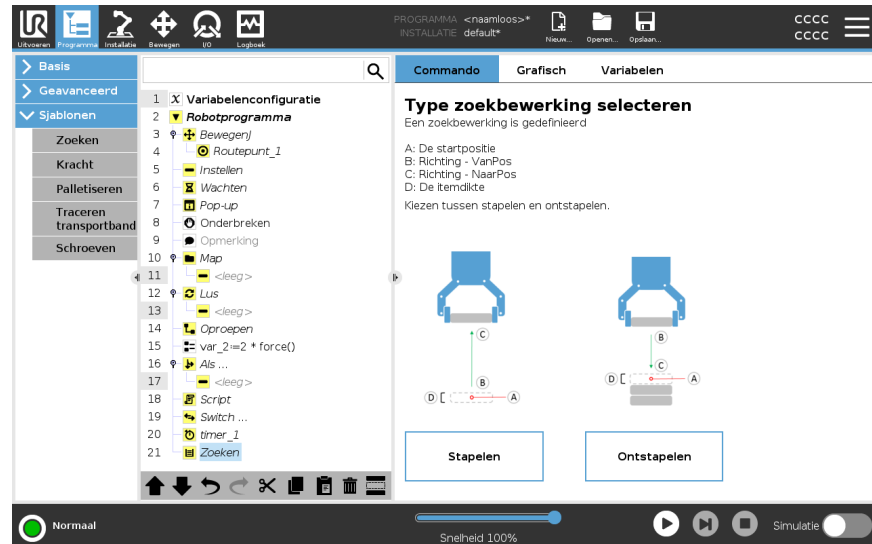 UR
Uitvoeren
Programma
Installatie
Bewegen
I/O
Logboek
PROGRAMMA <naamloos>*
INSTALLATIE default*
Nieuw...
Openen...
Opslaan...
cccc
cccc
Basis
Geavanceerd
Sjablonen
Zoeken
Kracht
Palletiseren
Traceren
transportband
Schroeven
1 X Variabelenconfiguratie
2 Robotprogramma
3 BewegenJ
4 Routepunt_1
5 Instellen
6 Wachten
7 Pop-up
8 Onderbreken
9 Opmerking
10 Map
11 <leeg>
12 Lus
13 <leeg>
14 Oproepen
15 var_2≔2 * force()
16 Als ...
17 <leeg>
18 Script
19 Switch ...
20 timer_1
21 Zoeken
Commando Grafisch Variabelen
Type zoekbewerking selecteren
Een zoekbewerking is gedefinieerd
A: De startpositie
B: Richting - VanPos
C: Richting - NaarPos
D: De itemdikte
Kiezen tussen stapelen en ontstapelen.
C
B
D
A
B
C
D
A
Stapelen
Ontstapelen
Normaal
Snelheid 100%
Simulatie